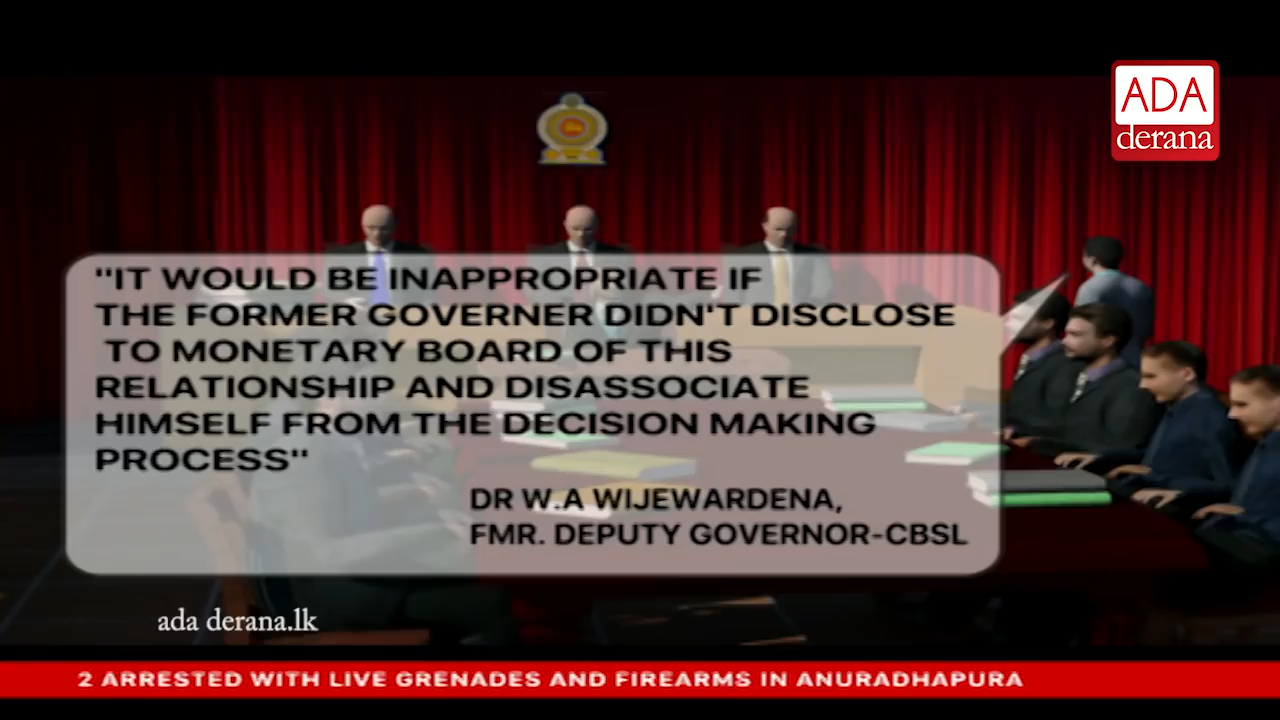 ADA
derana
"IT WOULD BE INAPPROPRIATE IF
THE FORMER GOVERNER DIDN'T DISCLOSE
TO MONETARY BOARD OF THIS
RELATIONSHIP AND DISASSOCIATE
HIMSELF FROM THE DECISION MAKING
PROCESS"
DR W.A WIJEWARDENA,
FMR. DEPUTY GOVERNOR-CBSL
ada derana.lk
2 ARRESTED WITH LIVE GRENADES AND FIREARMS IN ANURADHAPURA